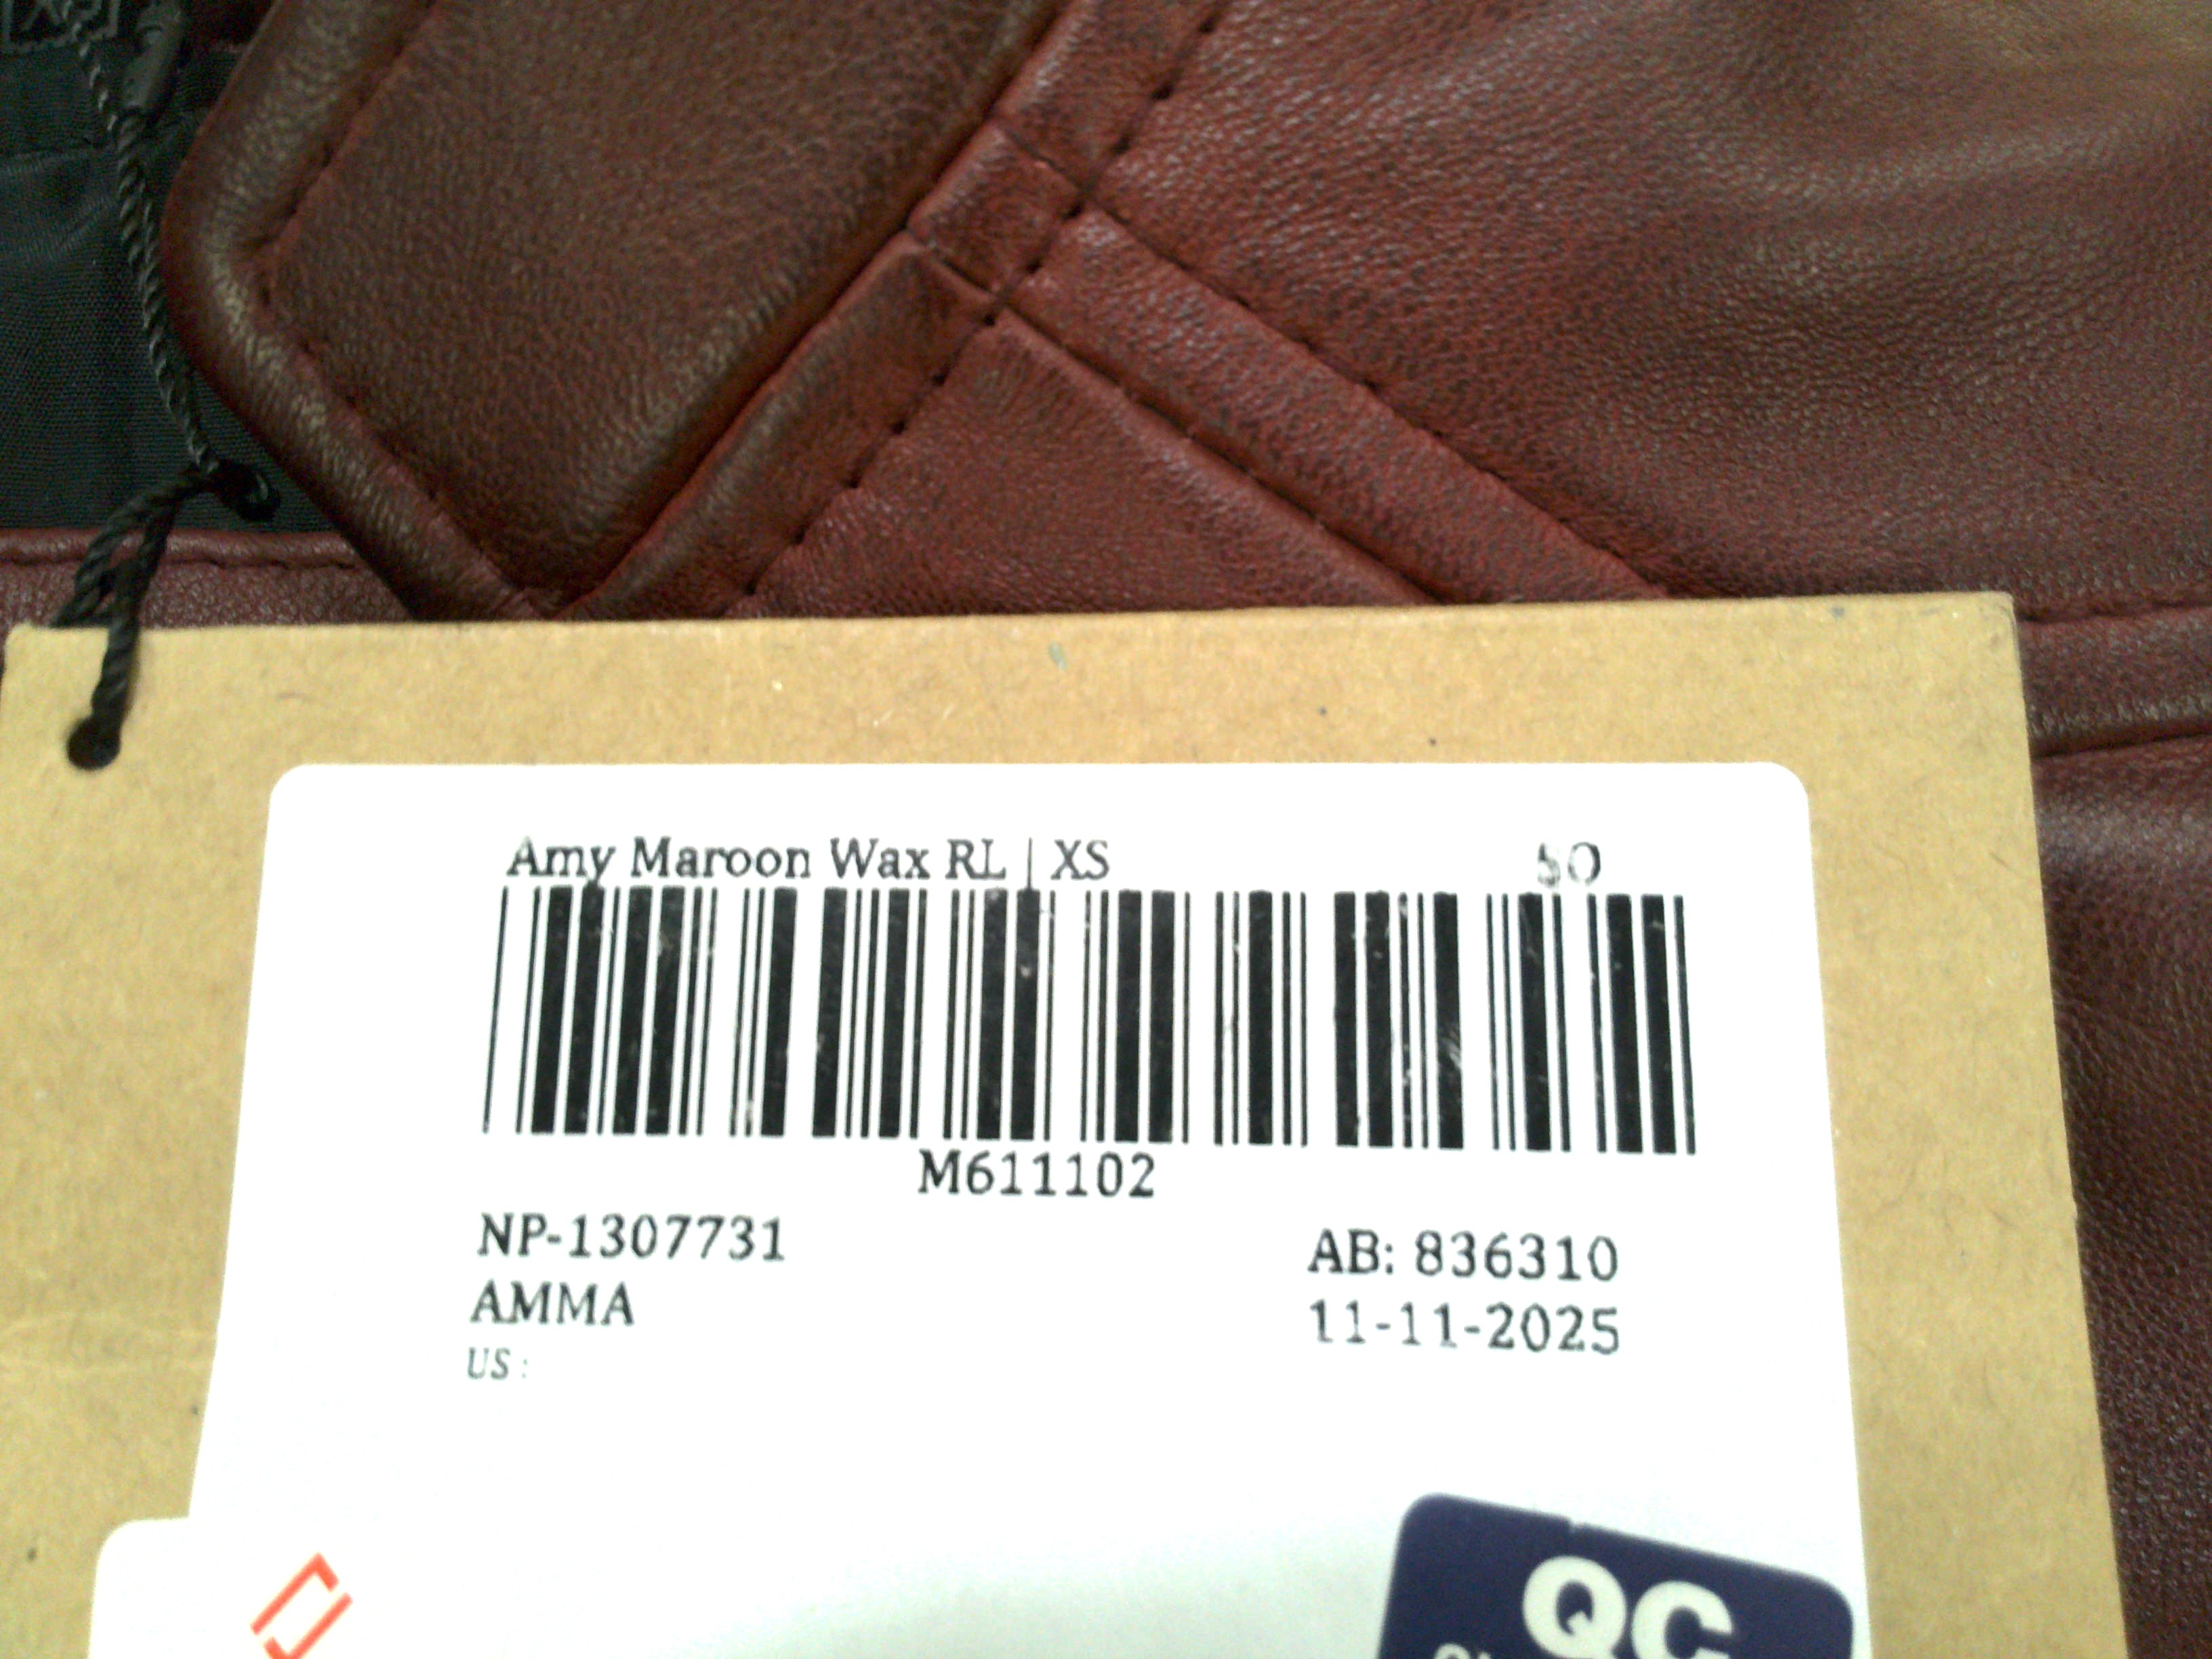 Amy Maroon Wax RL | XS $0
M611102
NP-1307731 AB: 836310
AMMA 11-11-2025
US :
QC